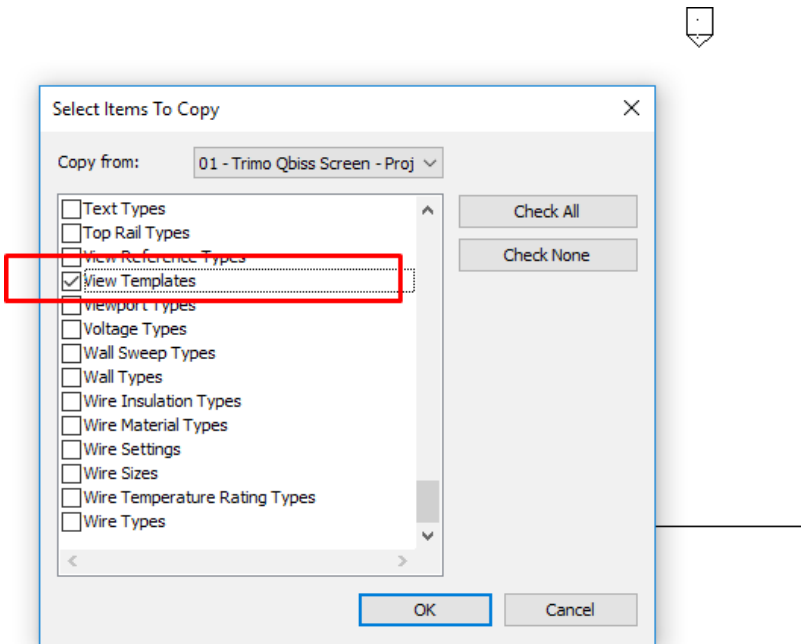 Select Items To Copy
Copy from:
01 - Trimo Qbiss Screen - Proj
Text Types
Check All
Top Rail Types
View Reference Types
Check None
View Templates
Viewport Types
Voltage Types
Wall Sweep Types
Wall Types
Wire Insulation Types
Wire Material Types
Wire Settings
Wire Sizes
Wire Temperature Rating Types
Wire Types
OK
Cancel